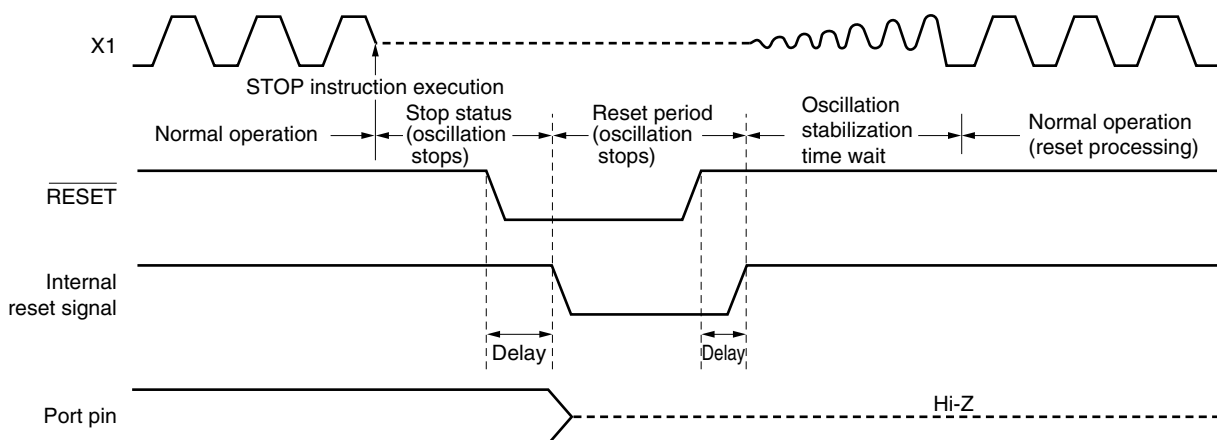 X1
STOP instruction execution
Normal operation
Stop status
(oscillation
stops)
Reset period
(oscillation
stops)
Oscillation
stabilization
time wait
Normal operation
(reset processing)
RESET
Internal
reset signal
Delay
Delay
Port pin
Hi-Z